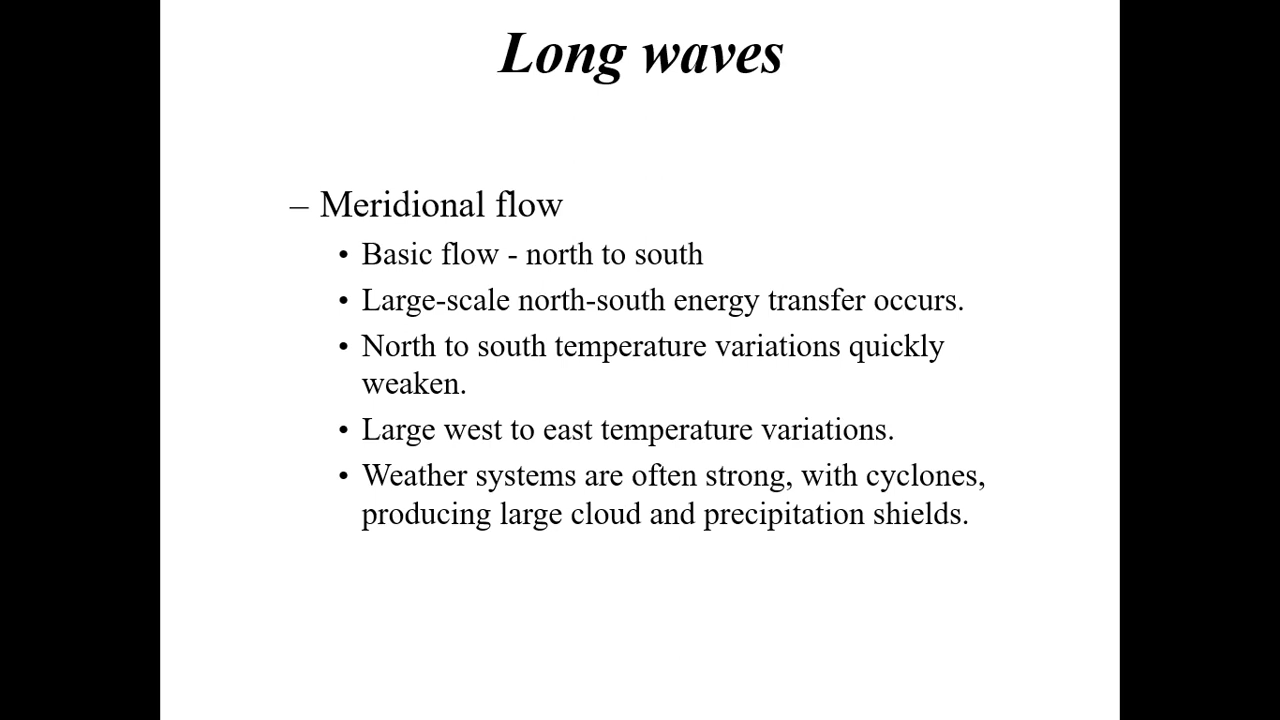 Long waves
– Meridional flow
• Basic flow - north to south
• Large-scale north-south energy transfer occurs.
• North to south temperature variations quickly
weaken.
• Large west to east temperature variations.
• Weather systems are often strong, with cyclones,
producing large cloud and precipitation shields.